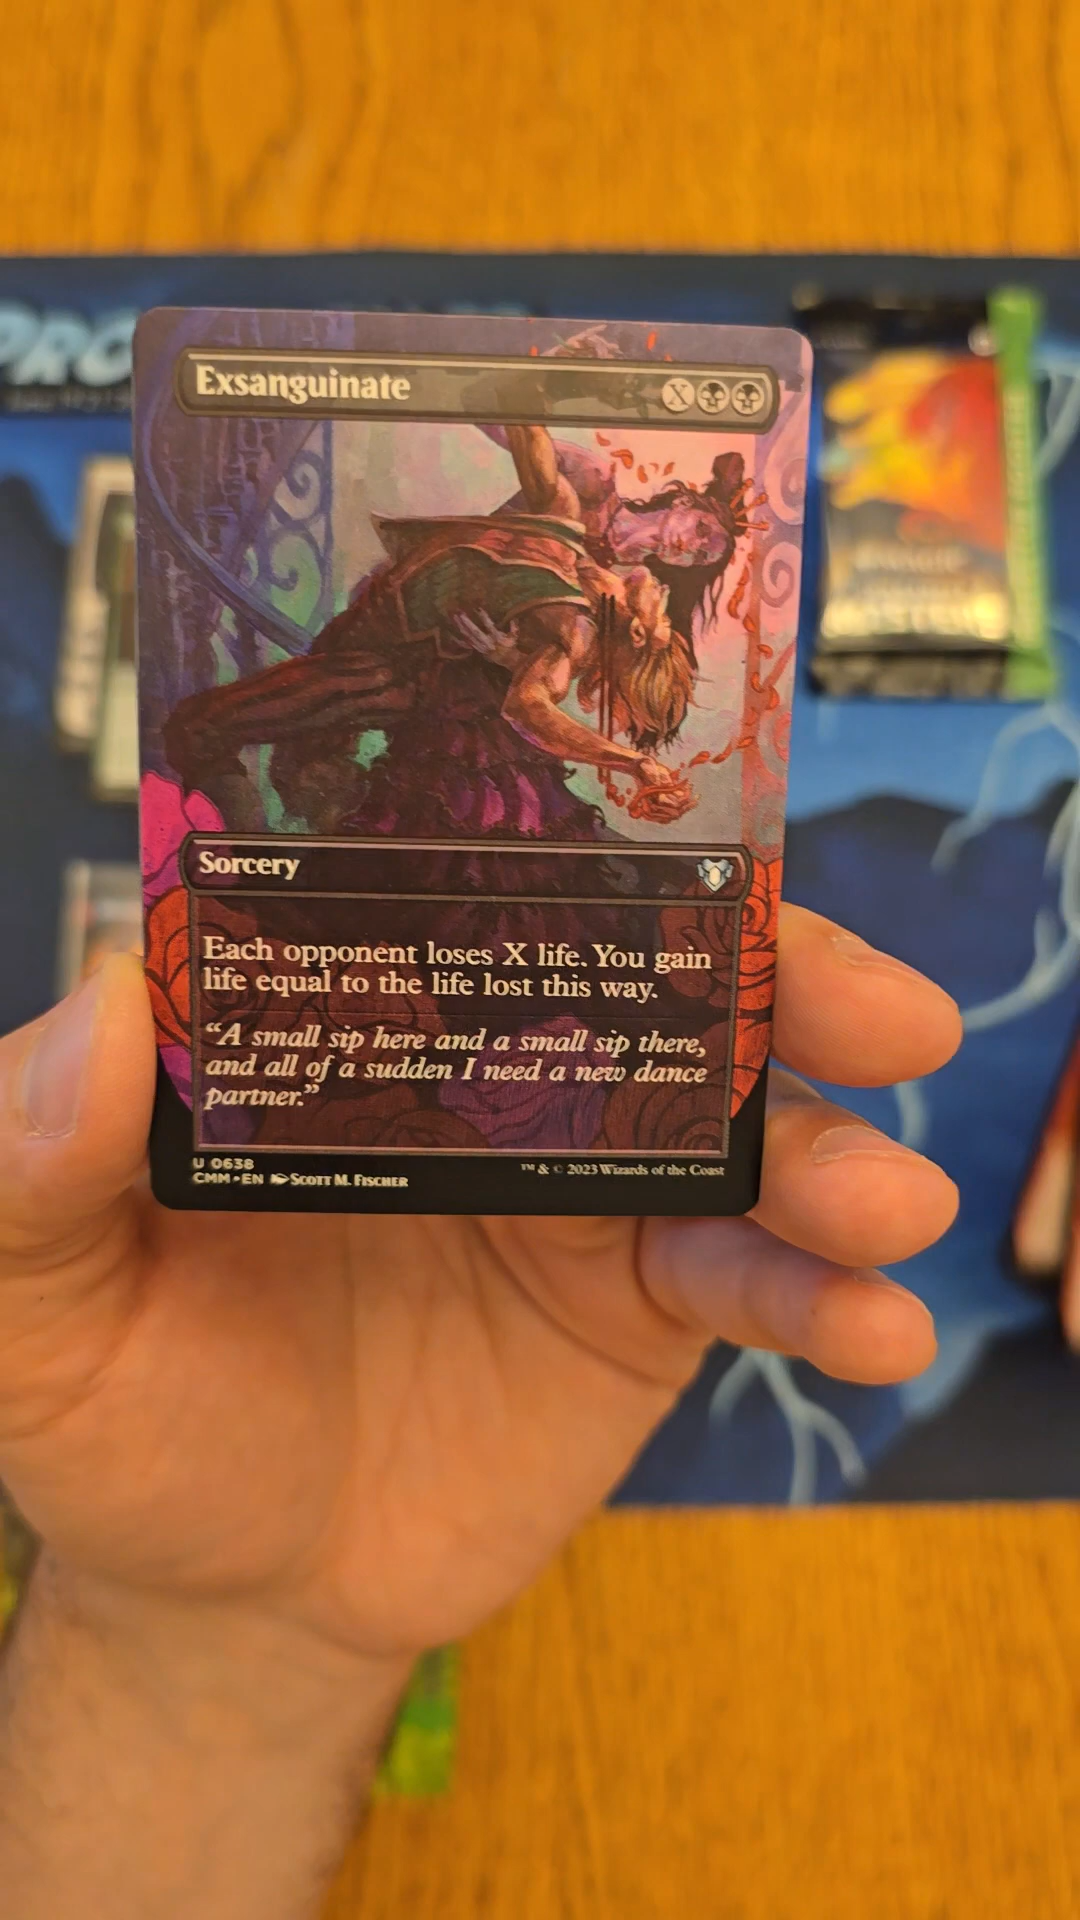 PRO
Exsanguinate X
Sorcery
Each opponent loses X life. You gain
life equal to the life lost this way.
“A small sip here and a small sip there,
and all of a sudden I need a new dance
partner.”
U 0638
CMM • EN Scott M. Fischer
™ & © 2023 Wizards of the Coast